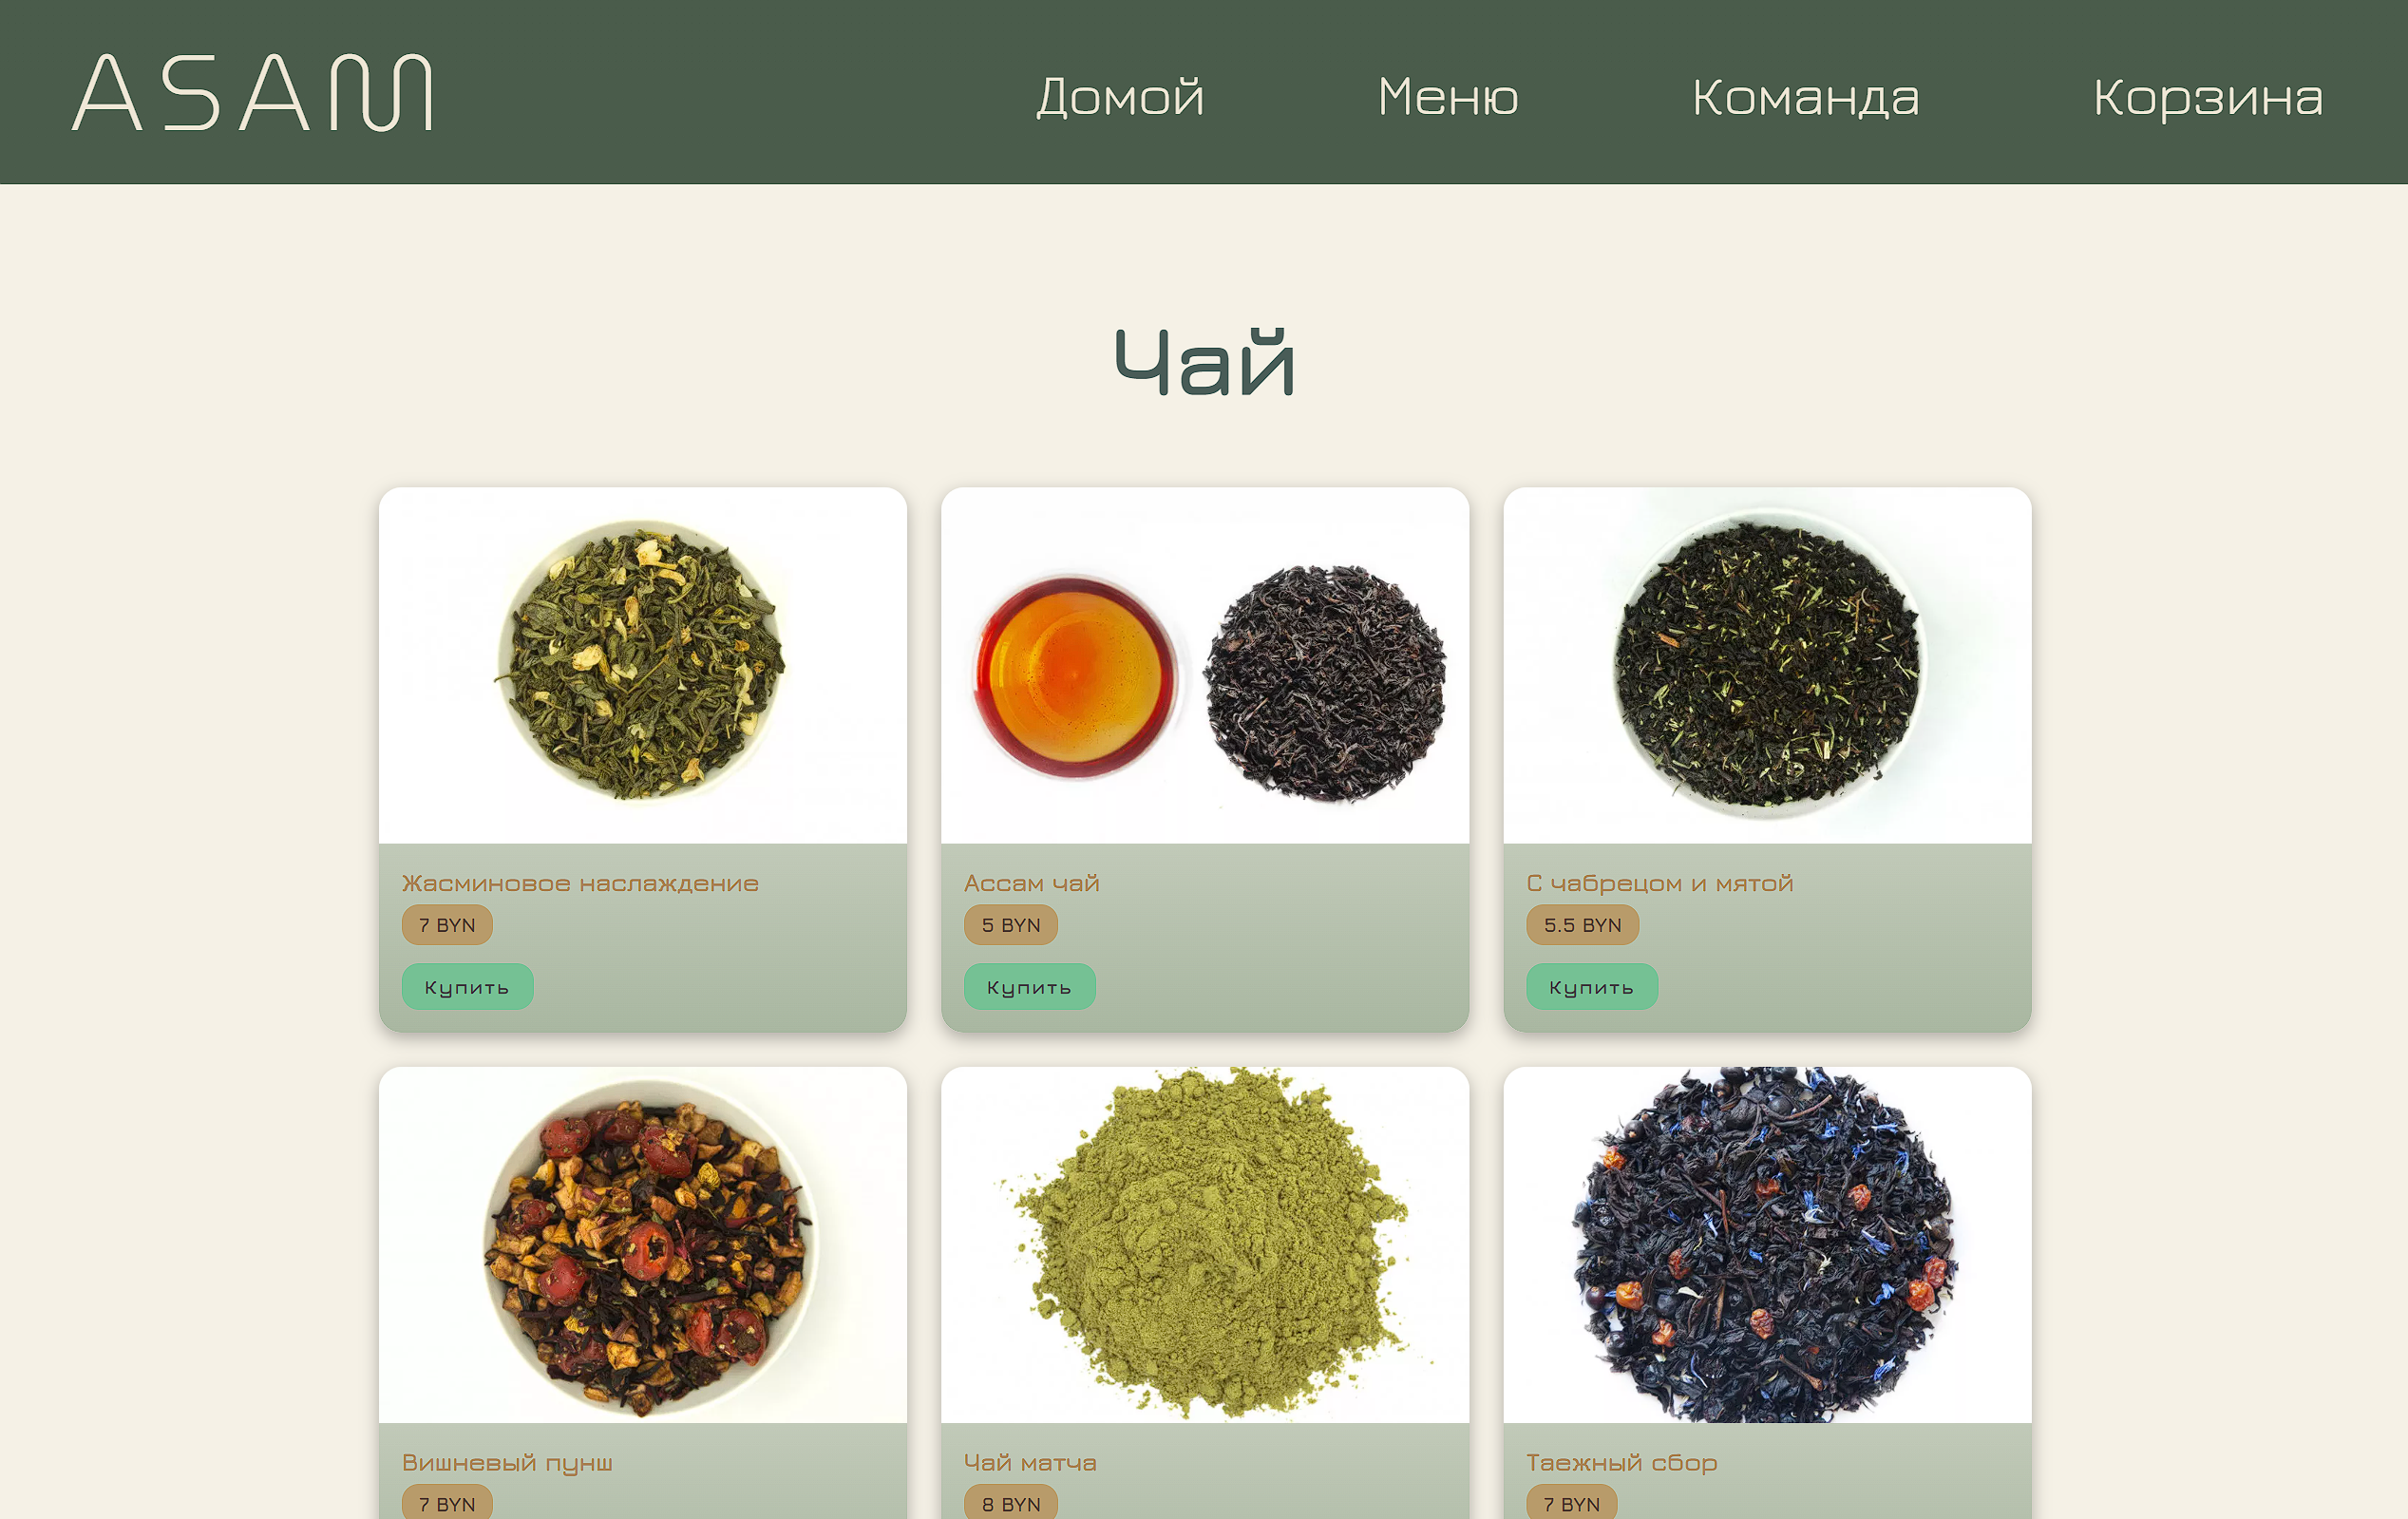 ASAM
Домой Меню Команда Корзина
Чай
Жасминовое наслаждение
7 BYN
Купить
Ассам чай
5 BYN
Купить
С чабрецом и мятой
5.5 BYN
Купить
Вишневый пунш
7 BYN
Чай матча
8 BYN
Таежный сбор
7 BYN